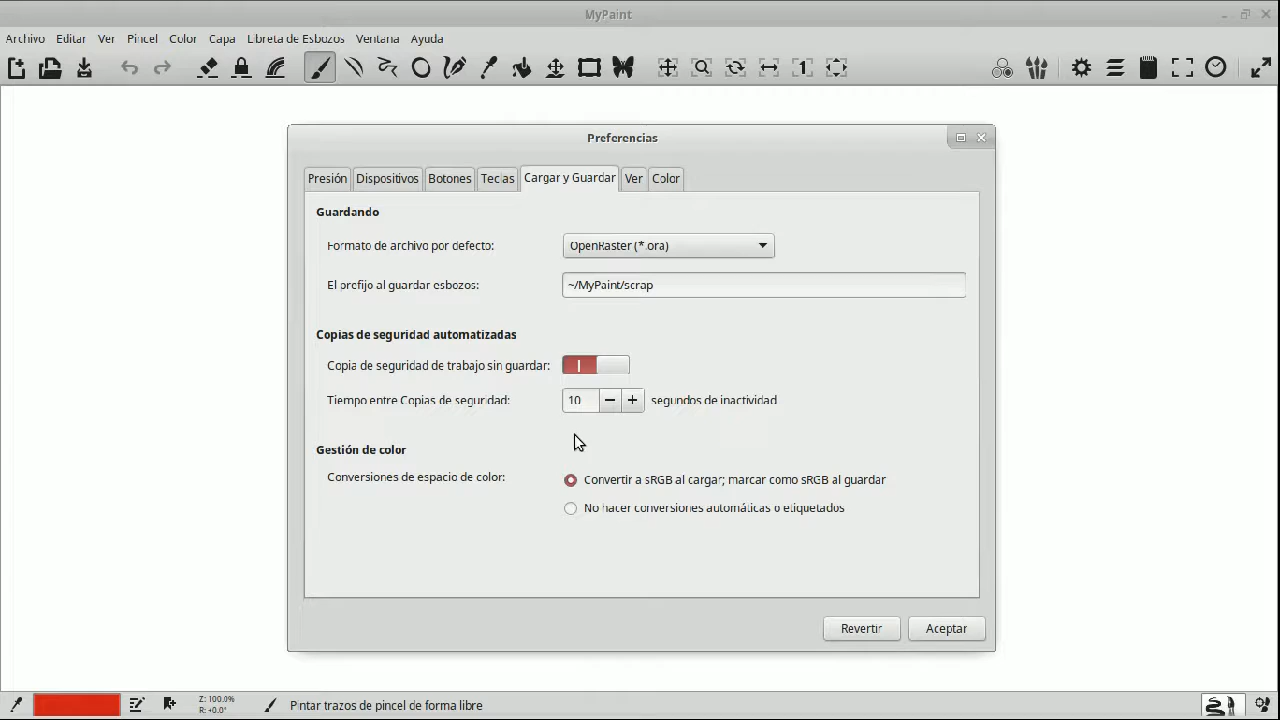 MyPaint
Archivo Editar Ver Pincel Color Capa Libreta de Esbozos Ventana Ayuda
1
Preferencias
Presión Dispositivos Botones Teclas Cargar y Guardar Ver Color
Guardando
Formato de archivo por defecto: OpenRaster (*.ora)
El prefijo al guardar esbozos: ~/MyPaint/scrap
Copias de seguridad automatizadas
Copia de seguridad de trabajo sin guardar:
Tiempo entre Copias de seguridad: 10 segundos de inactividad
Gestión de color
Conversiones de espacio de color: Convertir a sRGB al cargar; marcar como sRGB al guardar
No hacer conversiones automáticas o etiquetados
Revertir Aceptar
Z: 100.0%
R: +0.0°
Pintar trazos de pincel de forma libre